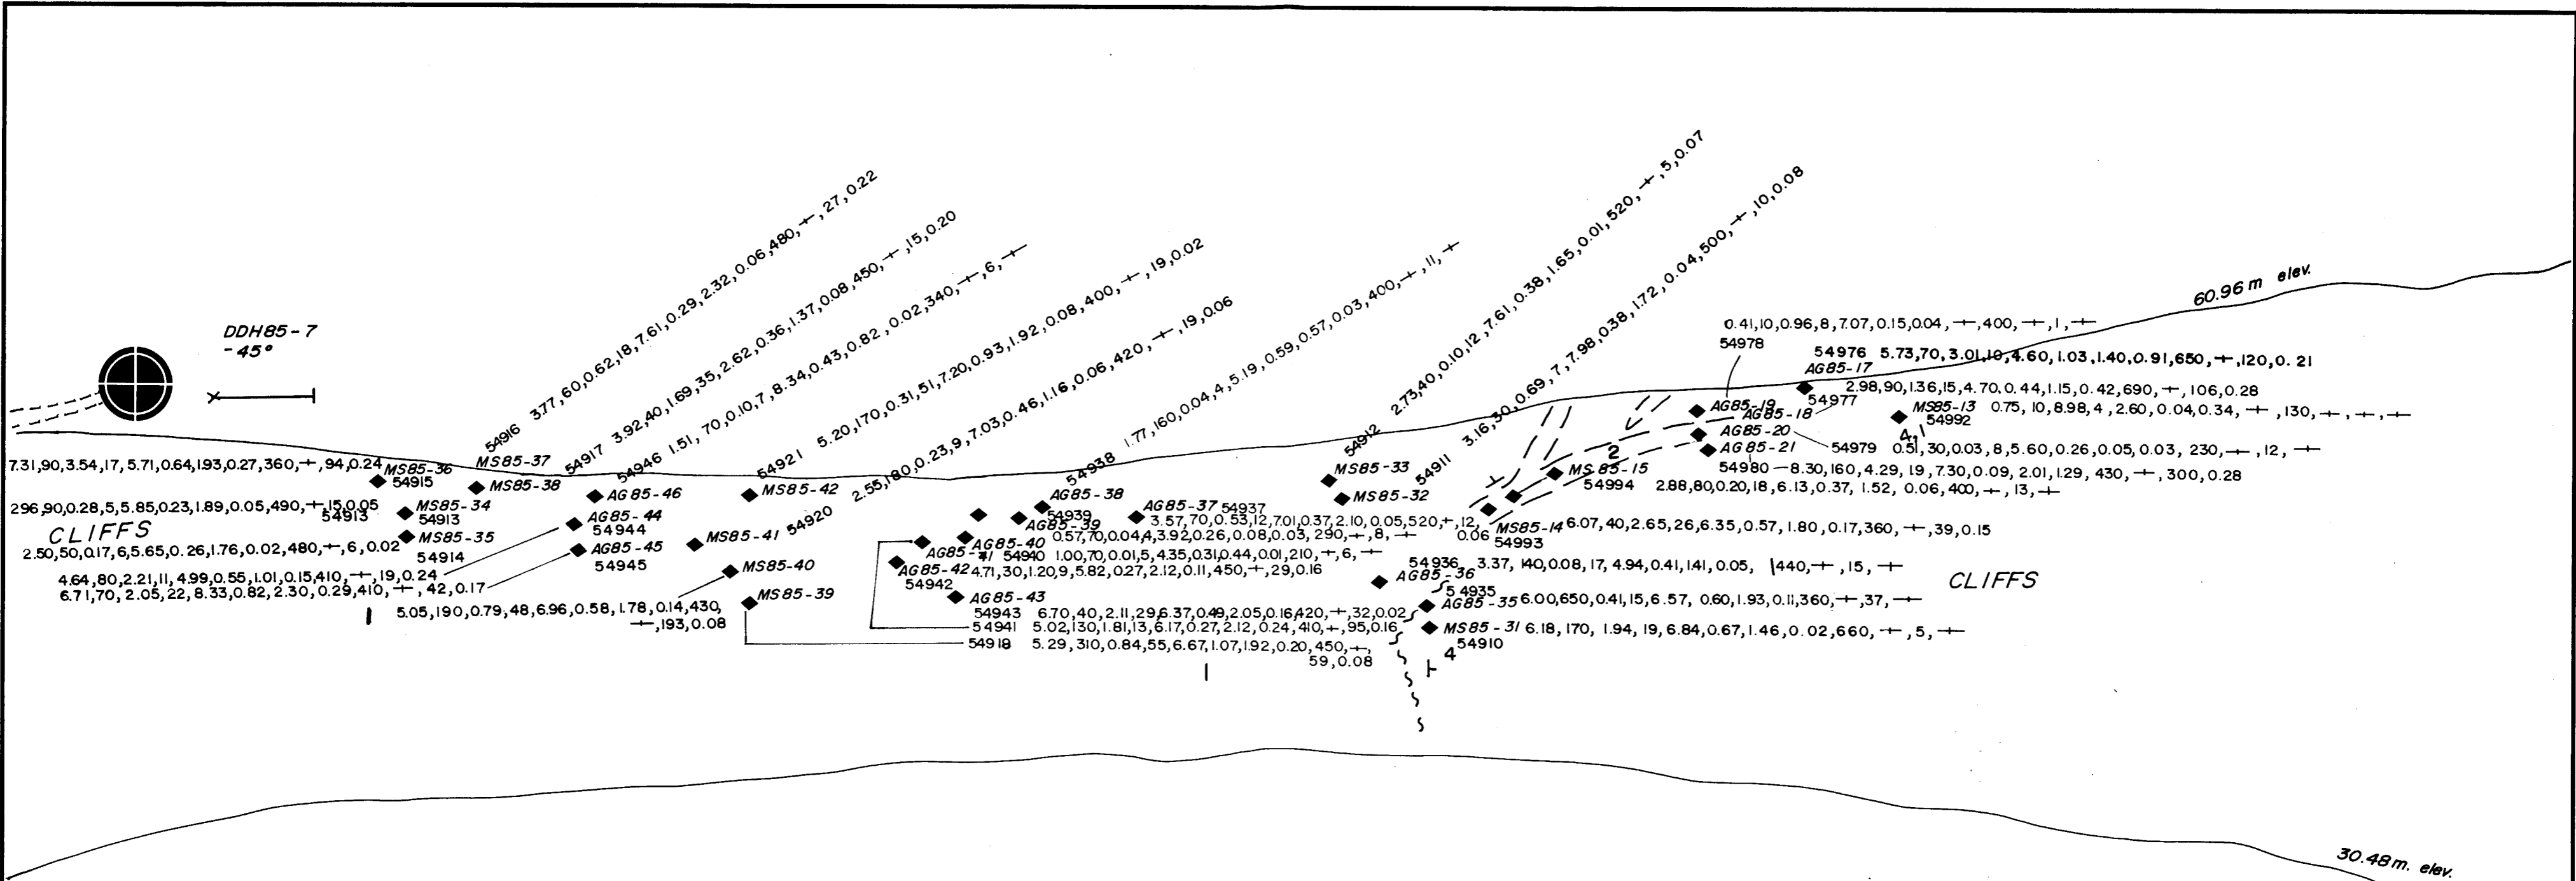 DDH85-7
-45°
54916 3.77,60,0.62,18,7.61,0.29,2.32,0.06,480,-+-,27,0.22
54917 3.92,40,1.69,35,2.62,0.36,1.37,0.08,450,-+-,15,0.20
54946 1.51,70,0.10,7,8.34,0.43,0.82,0.02,340,-+-,6,-+-
54921 5.20,170,0.31,51,7.20,0.93,1.92,0.08,400,-+-,19,0.02
54920 2.55,180,0.23,9,7.03,0.46,1.16,0.06,420,-+-,19,0.06
54938 1.77,160,0.04,4,5.19,0.59,0.57,0.03,400,-+-,11,-+-
54912 2.73,40,0.10,12,7.61,0.38,1.65,0.01,520,-+-,5,0.07
54911 3.16,30,0.69,7,7.98,0.38,1.72,0.04,500,-+-,10,0.08
60.96 m elev.
0.41,10,0.96,8,7.07,0.15,0.04,-+-,400,-+-,1,-+-
54978
54976 5.73,70,3.01,10,4.60,1.03,1.40,0.91,650,-+-,120,0.21
AG85-17
2.98,90,1.36,15,4.70,0.44,1.15,0.42,690,-+-,106,0.28
54977
AG85-19
AG85-18
MS85-13 0.75,10,8.98,4,2.60,0.04,0.34,-+-,130,-+-,-+-,-+-
54992
4,1
AG85-20
54979 0.51,30,0.03,8,5.60,0.26,0.05,0.03,230,-+-,12,-+-
AG85-21
2
54980 8.30,160,4.29,19,7.30,0.09,2.01,1.29,430,-+-,300,0.28
MS85-15
54994 2.88,80,0.20,18,6.13,0.37,1.52,0.06,400,-+-,13,-+-
MS85-14 6.07,40,2.65,26,6.35,0.57,1.80,0.17,360,-+-,39,0.15
54993
7.31,90,3.54,17,5.71,0.64,1.93,0.27,360,-+-,94,0.24
MS85-36
54915
MS85-37
MS85-38
296,90,0.28,5,5.85,0.23,1.89,0.05,490,-+-,15,0.05
54913
MS85-34
54913
CLIFFS
MS85-35
2.50,50,0.17,6,5.65,0.26,1.76,0.02,480,-+-,6,0.02
54914
AG85-46
AG85-44
54944
AG85-45
54945
4.64,80,2.21,11,4.99,0.55,1.01,0.15,410,-+-,19,0.24
6.71,70,2.05,22,8.33,0.82,2.30,0.29,410,-+-,42,0.17
1
MS85-42
MS85-41
MS85-40
MS85-39
5.05,190,0.79,48,6.96,0.58,1.78,0.14,430,
-+-,193,0.08
MS85-33
MS85-32
AG85-38
54939
AG85-37 54937
3.57,70,0.53,12,7.01,0.37,2.10,0.05,520,-+-,12,
0.06
AG85-39
0.57,70,0.04,4,3.92,0.26,0.08,0.03,290,-+-,8,-+-
AG85-40
AG85-41 54940 1.00,70,0.01,5,4.35,0.31,0.44,0.01,210,-+-,6,-+-
AG85-42 4.71,30,1.20,9,5.82,0.27,2.12,0.11,450,-+-,29,0.16
54942
AG85-43
54943 6.70,40,2.11,29,6.37,0.49,2.05,0.16,420,-+-,32,0.02
54941 5.02,130,1.81,13,6.17,0.27,2.12,0.24,410,-+-,95,0.16
54918 5.29,310,0.84,55,6.67,1.07,1.92,0.20,450,-+-,
59,0.08
1
54936 3.37,140,0.08,17,4.94,0.41,1.41,0.05,1440,-+-,15,-+-
AG85-36
54935
AG85-35 6.00,650,0.41,15,6.57,0.60,1.93,0.11,360,-+-,37,-+-
MS85-31 6.18,170,1.94,19,6.84,0.67,1.46,0.02,660,-+-,5,-+-
54910
4
CLIFFS
30.48m. elev.